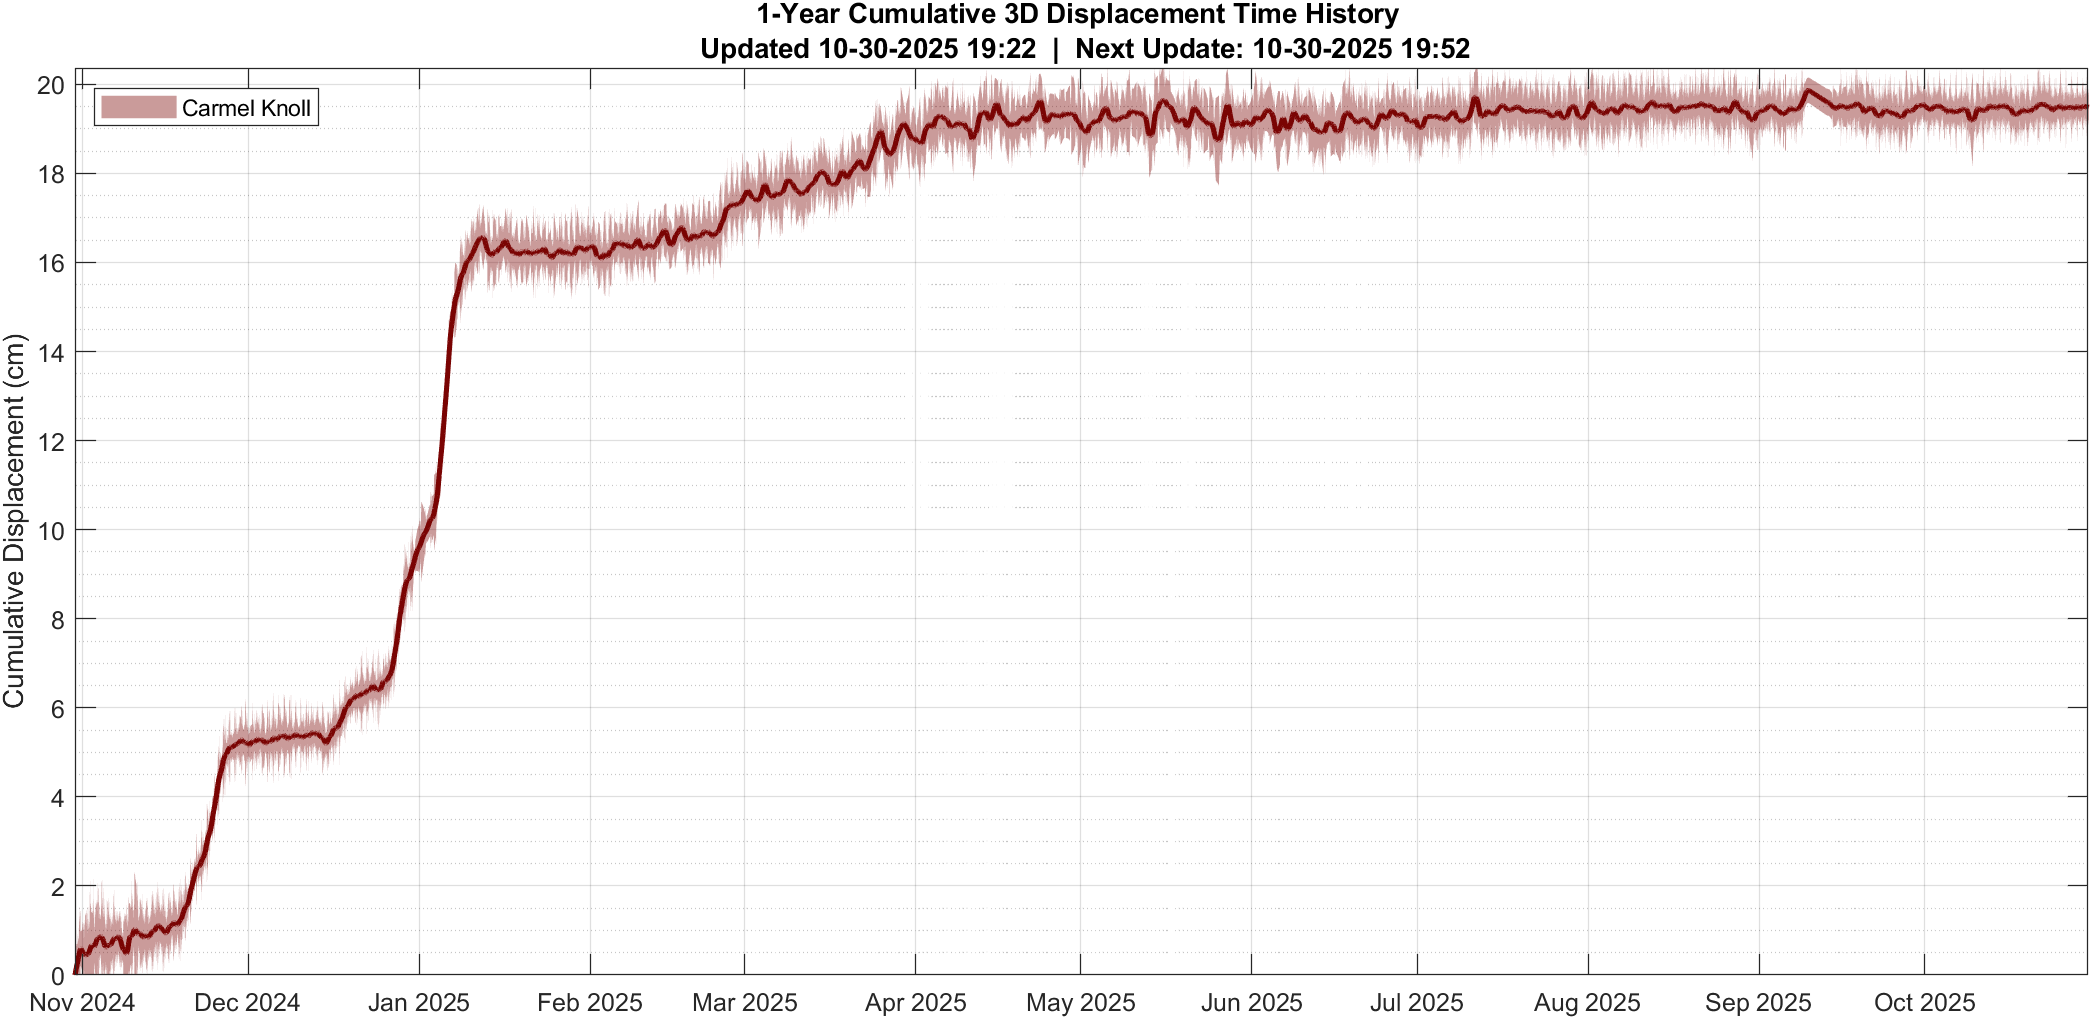 1-Year Cumulative 3D Displacement Time History
Updated 10-30-2025 19:22 | Next Update: 10-30-2025 19:52
Carmel Knoll
Cumulative Displacement (cm)
20
18
16
14
12
10
8
6
4
2
0
Nov 2024 Dec 2024 Jan 2025 Feb 2025 Mar 2025 Apr 2025 May 2025 Jun 2025 Jul 2025 Aug 2025 Sep 2025 Oct 2025